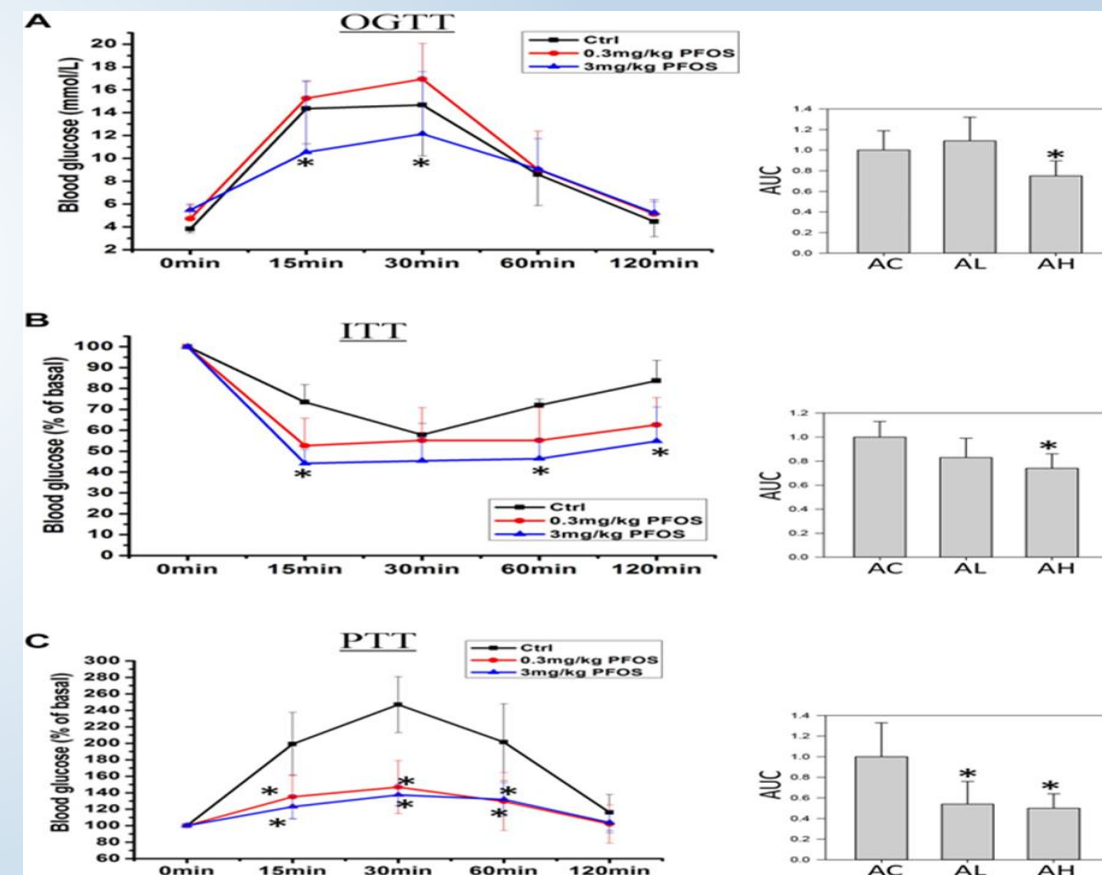 A
OGTT
Ctrl
0.3mg/kg PFOS
3mg/kg PFOS
Blood glucose (mmol/L)
20
18
16
14
12
10
8
6
4
2
* *
0min 15min 30min 60min 120min
AUC
1.4
1.2
1.0
0.8
0.6
0.4
0.2
0.0
*
AC AL AH
B
ITT
Blood glucose (% of basal)
100
90
80
70
60
50
40
30
20
10
0
* * *
Ctrl
0.3mg/kg PFOS
3mg/kg PFOS
0min 15min 30min 60min 120min
AUC
1.2
1.0
0.8
0.6
0.4
0.2
0.0
*
AC AL AH
C
PTT
Ctrl
0.3mg/kg PFOS
3mg/kg PFOS
Blood glucose (% of basal)
300
280
260
240
220
200
180
160
140
120
100
80
60
* * *
* * *
0min 15min 30min 60min 120min
AUC
1.4
1.2
1.0
0.8
0.6
0.4
0.2
0.0
* *
AC AL AH